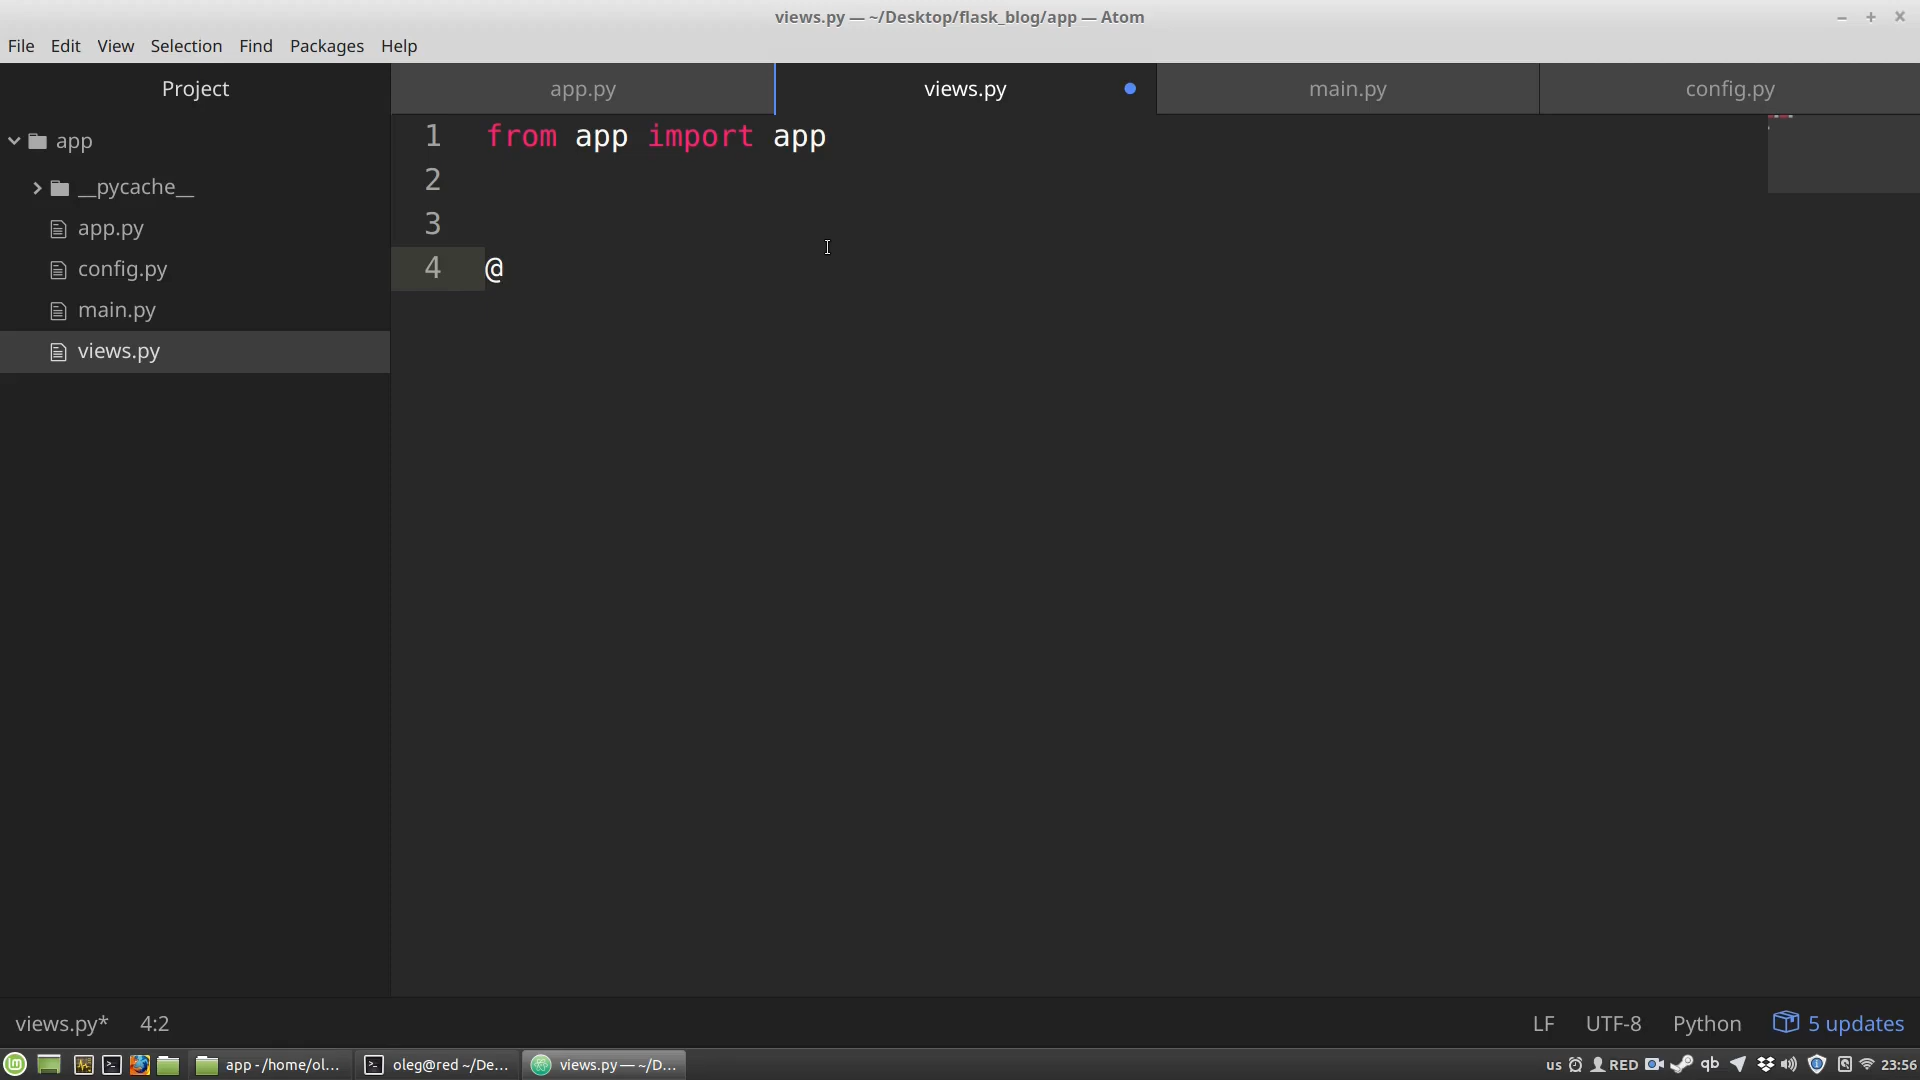 views.py — ~/Desktop/flask_blog/app — Atom
File Edit View Selection Find Packages Help
Project
app.py
views.py
main.py
config.py
app
__pycache__
app.py
config.py
main.py
views.py
1 from app import app
2
3
4 @
views.py* 4:2
LF UTF-8 Python 5 updates
app - /home/ol...
oleg@red ~/De...
views.py — ~/D...
us RED qb 23:56